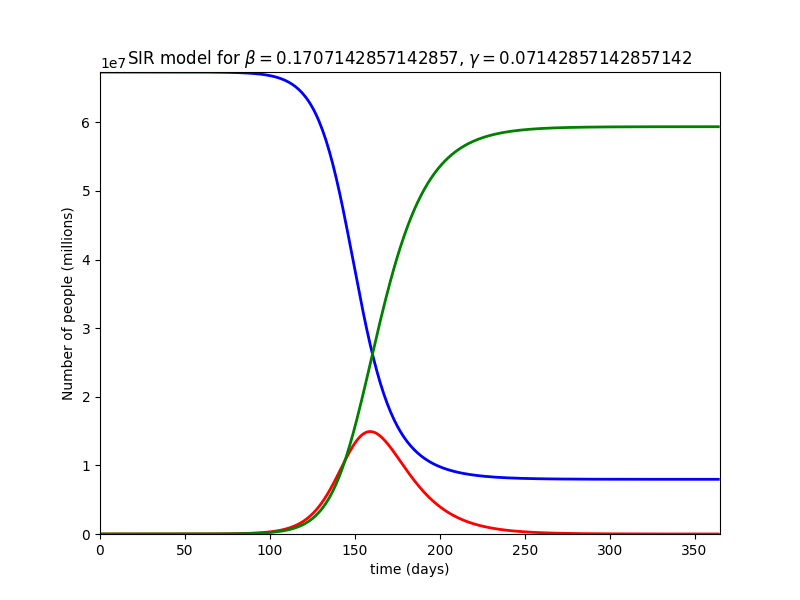 SIR model for β = 0.1707142857142857, γ = 0.07142857142857142
1e7
6
5
4
3
2
1
0
Number of people (millions)
0 50 100 150 200 250 300 350
time (days)